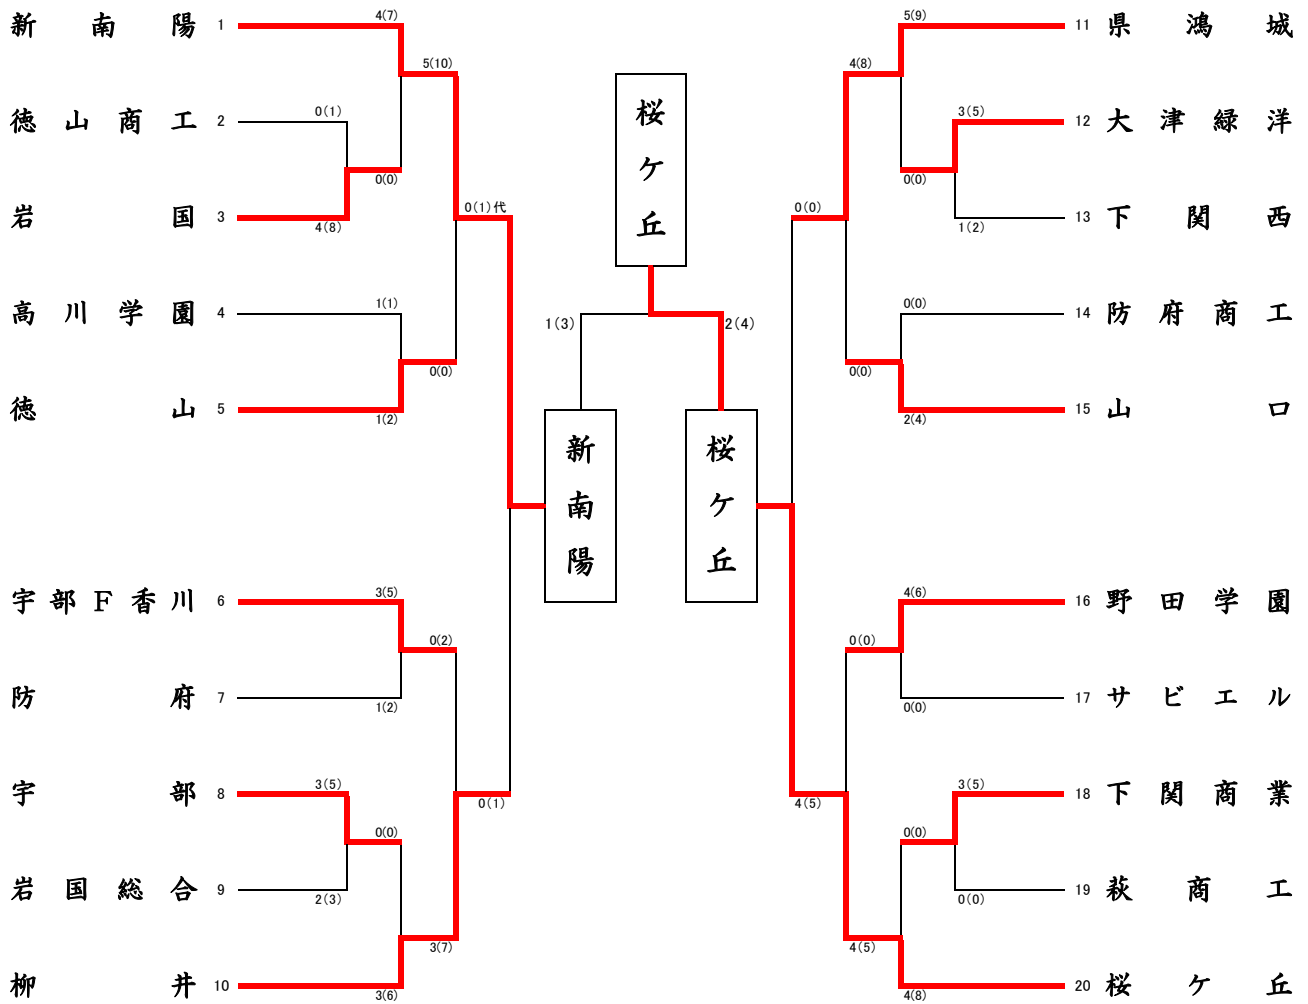 新南陽 1
徳山商工 2
岩国 3
高川学園 4
徳山 5
宇部F香川 6
防府 7
宇部 8
岩国総合 9
柳井 10
4(7)
0(1)
4(8)
1(1)
1(2)
3(5)
1(2)
3(5)
2(3)
3(6)
5(10)
0(0)
0(0)
0(2)
0(0)
3(7)
0(1)代
0(1)
新南陽
1(3)
桜ケ丘
2(4)
桜ケ丘
0(0)
4(5)
4(8)
0(0)
0(0)
4(5)
5(9)
0(0)
3(5)
1(2)
0(0)
2(4)
4(6)
0(0)
0(0)
3(5)
0(0)
4(8)
11 県鴻城
12 大津緑洋
13 下関西
14 防府商工
15 山口
16 野田学園
17 サビエル
18 下関商業
19 萩商工
20 桜ケ丘